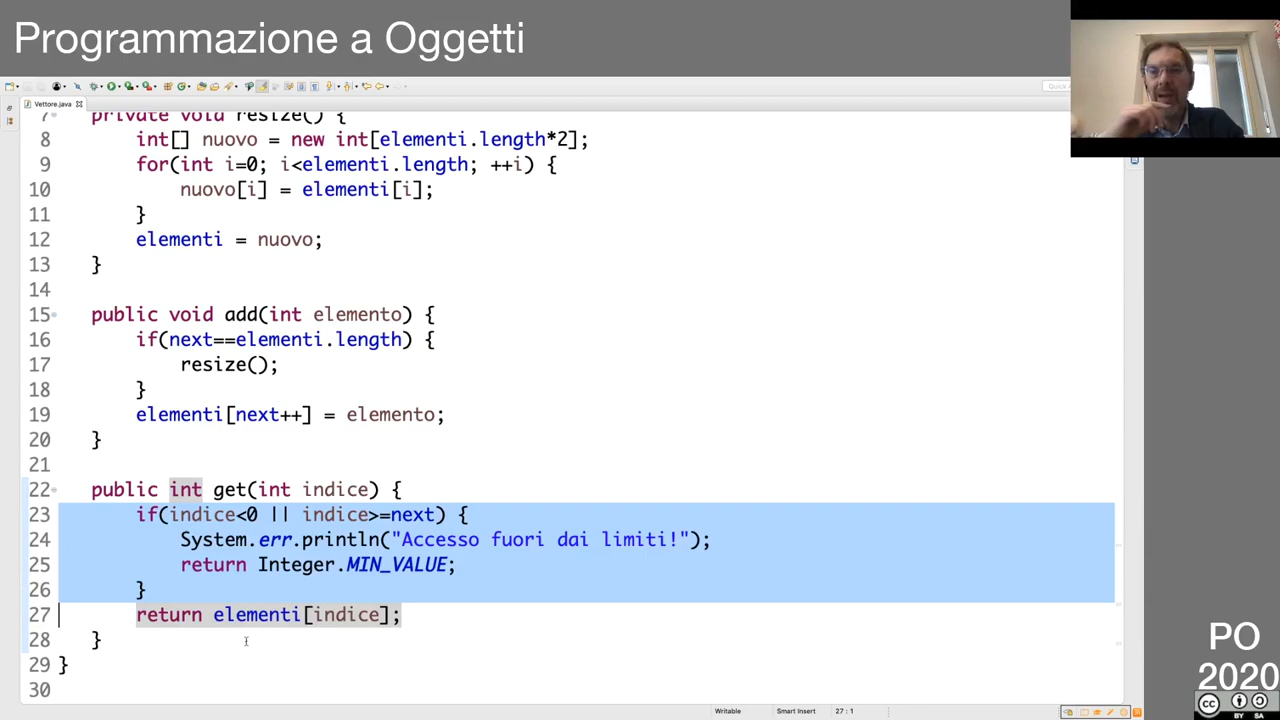 Programmazione a Oggetti
Vettore.java
7 private void resize() {
8 int[] nuovo = new int[elementi.length*2];
9 for(int i=0; i<elementi.length; ++i) {
10 nuovo[i] = elementi[i];
11 }
12 elementi = nuovo;
13 }
14
15 public void add(int elemento) {
16 if(next==elementi.length) {
17 resize();
18 }
19 elementi[next++] = elemento;
20 }
21
22 public int get(int indice) {
23 if(indice<0 || indice>=next) {
24 System.err.println("Accesso fuori dai limiti!");
25 return Integer.MIN_VALUE;
26 }
27 return elementi[indice];
28 }
29 }
30
Writable Smart Insert 27 : 1
PO
2020
CC BY SA